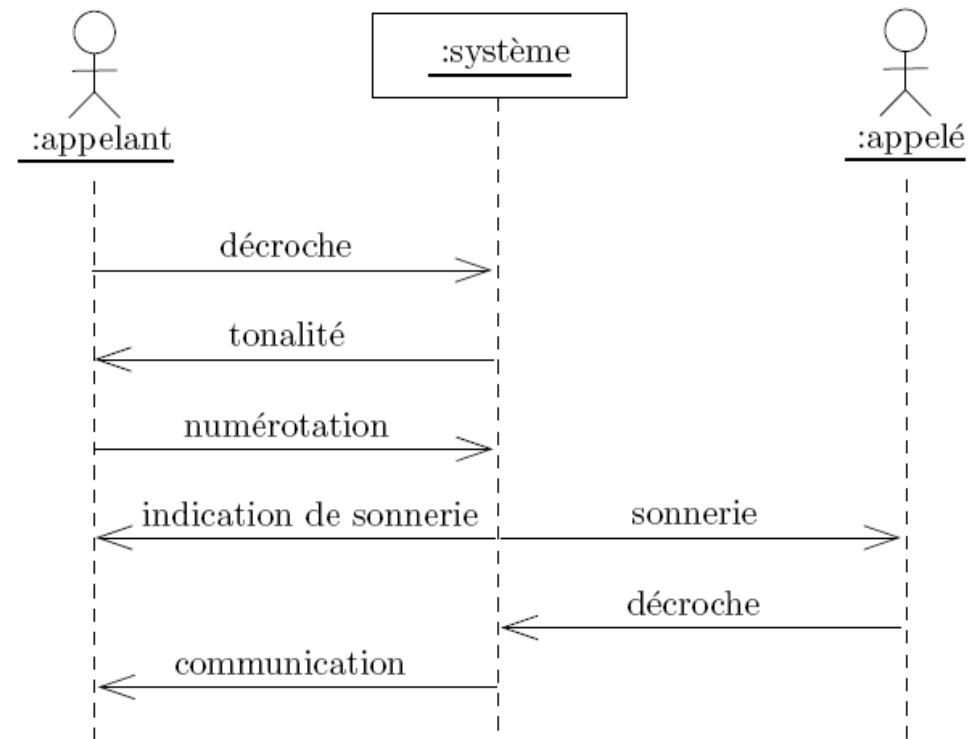 :système
:appelant
:appelé
décroche
tonalité
numérotation
indication de sonnerie
sonnerie
décroche
communication